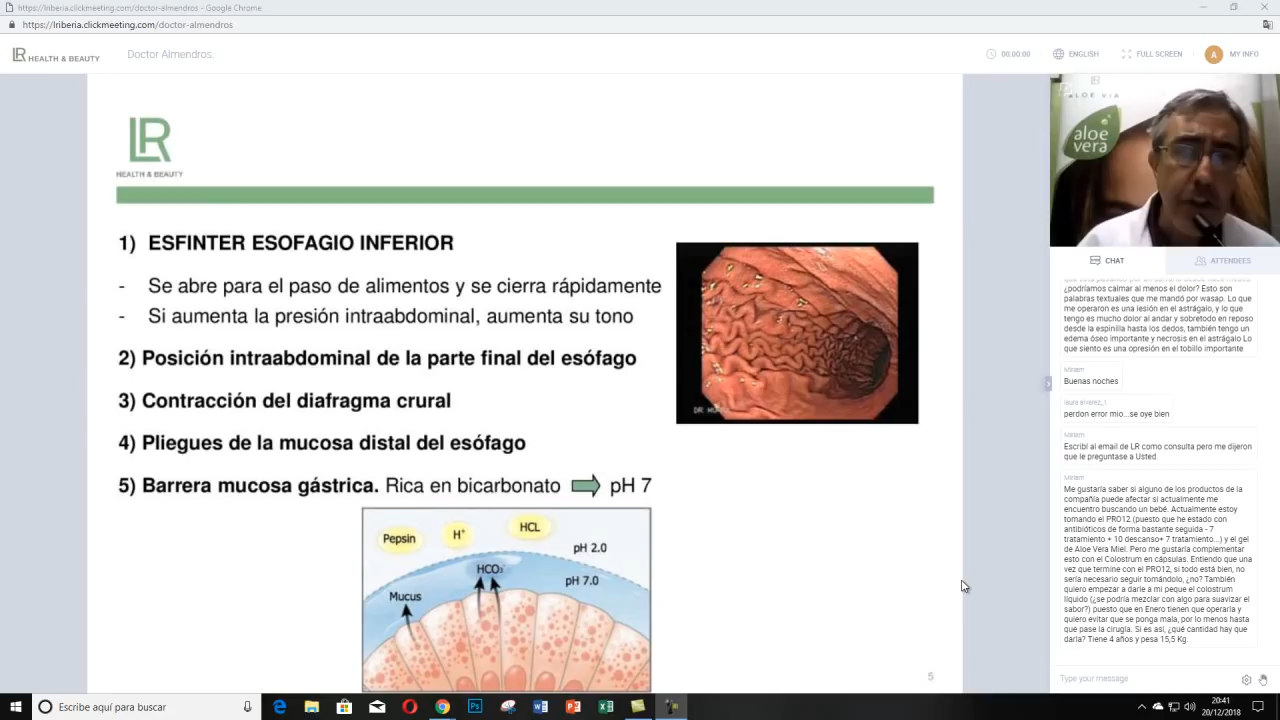 https://lriberia.clickmeeting.com/doctor-almendros - Google Chrome
https://lriberia.clickmeeting.com/doctor-almendros
LR HEALTH & BEAUTY
Doctor Almendros.
00:00:00
ENGLISH
FULL SCREEN
A
MY INFO
LR
HEALTH & BEAUTY
1) ESFINTER ESOFAGIO INFERIOR
- Se abre para el paso de alimentos y se cierra rápidamente
- Si aumenta la presión intraabdominal, aumenta su tono
2) Posición intraabdominal de la parte final del esófago
3) Contracción del diafragma crural
4) Pliegues de la mucosa distal del esófago
5) Barrera mucosa gástrica. Rica en bicarbonato pH 7
Pepsin
H+
HCL
pH 2.0
HCO3-
pH 7.0
Mucus
5
aloe
vera
CHAT
ATTENDEES
¿podríamos calmar al menos el dolor? Esto son
palabras textuales que me mandó por wasap. Lo que
me operaron es una lesión en el astrágalo, y lo que
tengo es mucho dolor al andar y sobretodo en reposo
desde la espinilla hasta los dedos, también tengo un
edema óseo importante y necrosis en el astrágalo Lo
que siento es una opresión en el tobillo importante
Miriam
Buenas noches
laura alvarez_1
perdon error mio...se oye bien
Miriam
Escribí al email de LR como consulta pero me dijeron
que le preguntase a Usted.
Miriam
Me gustaría saber si alguno de los productos de la
compañía puede afectar si actualmente me
encuentro buscando un bebé. Actualmente estoy
tomando el PRO12 (puesto que he estado con
antibióticos de forma bastante seguida - 7
tratamiento + 10 descanso+ 7 tratamiento...) y el gel
de Aloe Vera Miel. Pero me gustaría complementar
esto con el Colostrum en cápsulas. Entiendo que una
vez que termine con el PRO12, si todo está bien, no
sería necesario seguir tomándolo, ¿no? También
quiero empezar a darle a mi peque el colostrum
líquido (¿se podría mezclar con algo para suavizar el
sabor?) puesto que en Enero tienen que operarla y
quiero evitar que se ponga mala, por lo menos hasta
que pase la cirugía. Si es así, ¿qué cantidad hay que
darla? Tiene 4 años y pesa 15,5 Kg.
Type your message
Escribe aquí para buscar
20:41
20/12/2018